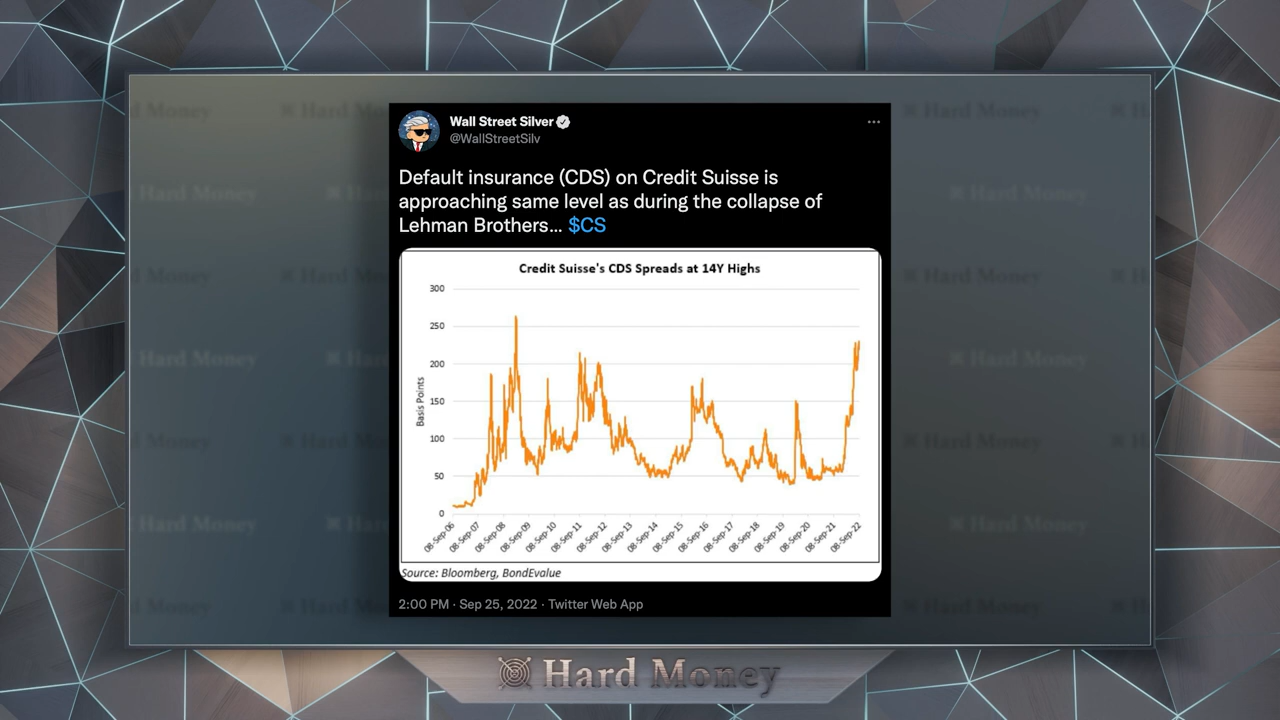 Wall Street Silver
@WallStreetSilv
Default insurance (CDS) on Credit Suisse is
approaching same level as during the collapse of
Lehman Brothers... $CS
Credit Suisse's CDS Spreads at 14Y Highs
300
250
200
150
100
50
0
Basis Points
08-Sep-06
08-Sep-07
08-Sep-08
08-Sep-09
08-Sep-10
08-Sep-11
08-Sep-12
08-Sep-13
08-Sep-14
08-Sep-15
08-Sep-16
08-Sep-17
08-Sep-18
08-Sep-19
08-Sep-20
08-Sep-21
08-Sep-22
Source: Bloomberg, BondEvalue
2:00 PM · Sep 25, 2022 · Twitter Web App
Hard Money